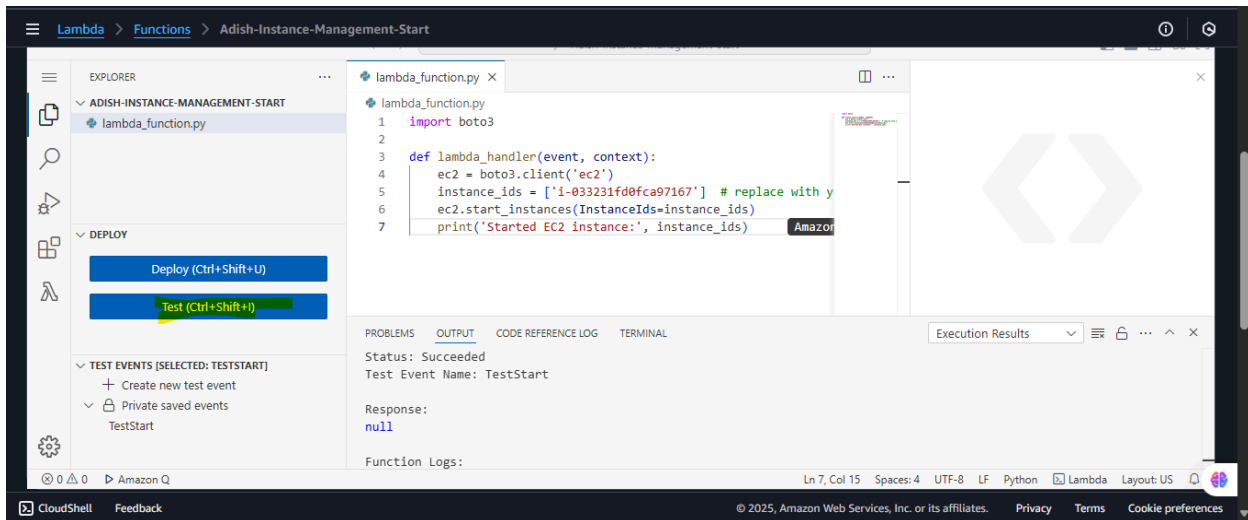 Lambda > Functions > Adish-Instance-Management-Start
EXPLORER
ADISH-INSTANCE-MANAGEMENT-START
lambda_function.py
DEPLOY
Deploy (Ctrl+Shift+U)
Test (Ctrl+Shift+I)
TEST EVENTS [SELECTED: TESTSTART]
Create new test event
Private saved events
TestStart
lambda_function.py
lambda_function.py
1 import boto3
2
3 def lambda_handler(event, context):
4 ec2 = boto3.client('ec2')
5 instance_ids = ['i-033231fd0fca97167'] # replace with y
6 ec2.start_instances(InstanceIds=instance_ids)
7 print('Started EC2 instance:', instance_ids) Amazon
PROBLEMS OUTPUT CODE REFERENCE LOG TERMINAL Execution Results
Status: Succeeded
Test Event Name: TestStart
Response:
null
Function Logs:
0 0 Amazon Q Ln 7, Col 15 Spaces: 4 UTF-8 LF Python Lambda Layout: US
CloudShell Feedback © 2025, Amazon Web Services, Inc. or its affiliates. Privacy Terms Cookie preferences